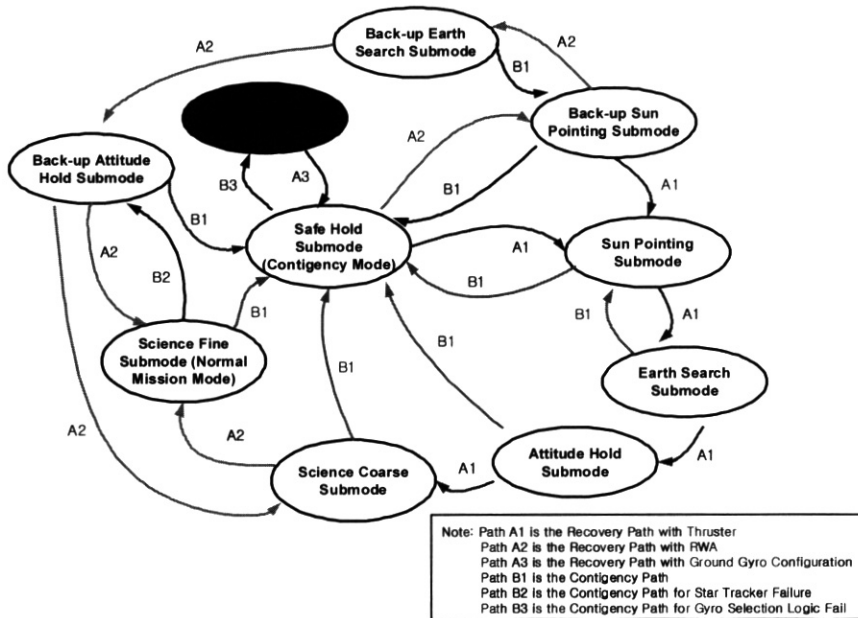 Back-up Earth
Search Submode
A2
A2
B1
Back-up Sun
Pointing Submode
A2
Back-up Attitude
Hold Submode
B3
A3
B1
A1
B1
Safe Hold
Submode
(Contigency Mode)
A1
Sun Pointing
Submode
A2
B2
B1
B1
B1
A1
Science Fine
Submode (Normal
Mission Mode)
B1
B1
Earth Search
Submode
A2
A2
Science Coarse
Submode
A1
Attitude Hold
Submode
A1
Note: Path A1 is the Recovery Path with Thruster
Path A2 is the Recovery Path with RWA
Path A3 is the Recovery Path with Ground Gyro Configuration
Path B1 is the Contigency Path
Path B2 is the Contigency Path for Star Tracker Failure
Path B3 is the Contigency Path for Gyro Selection Logic Fail